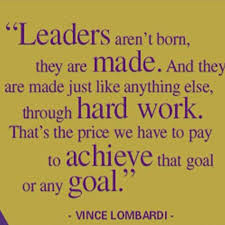 “Leaders aren't born,
they are made. And they
are made just like anything else,
through hard work.
That's the price we have to pay
to achieve that goal
or any goal.”
- VINCE LOMBARDI -